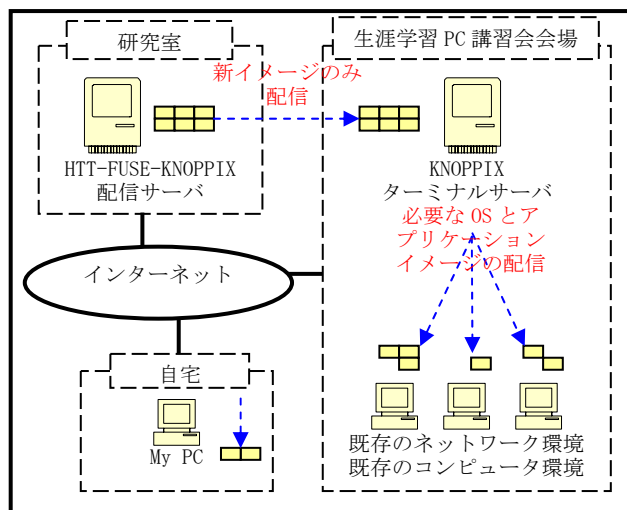 研究室
生涯学習 PC 講習会会場
新イメージのみ
配信
HTT-FUSE-KNOPPIX
配信サーバ
KNOPPIX
ターミナルサーバ
必要な OS とア
プリケーション
イメージの配信
インターネット
自宅
My PC
既存のネットワーク環境
既存のコンピュータ環境